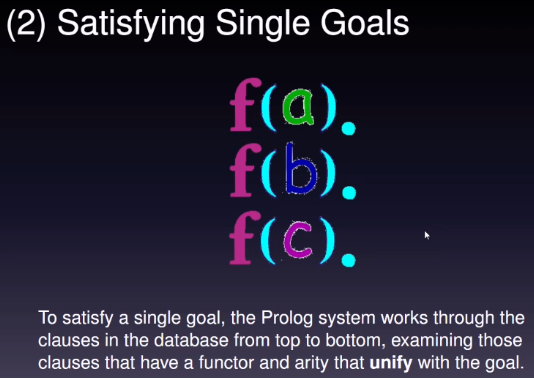 (2) Satisfying Single Goals
f(a).
f(b).
f(c).
To satisfy a single goal, the Prolog system works through the
clauses in the database from top to bottom, examining those
clauses that have a functor and arity that unify with the goal.